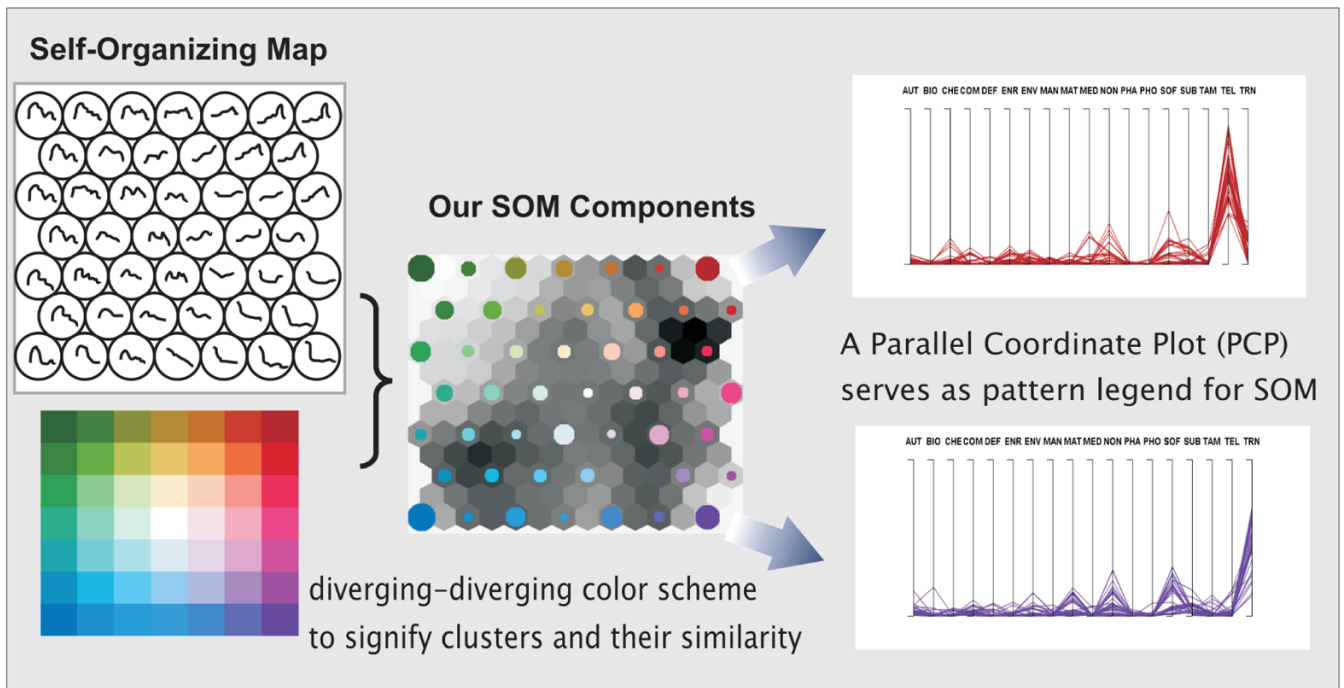 Self-Organizing Map
Our SOM Components
diverging–diverging color scheme
to signify clusters and their similarity
AUT BIO CHE COM DEF ENR ENV MAN MAT MED NON PHA PHO SOF SUB TAM TEL TRN
A Parallel Coordinate Plot (PCP)
serves as pattern legend for SOM
AUT BIO CHE COM DEF ENR ENV MAN MAT MED NON PHA PHO SOF SUB TAM TEL TRN